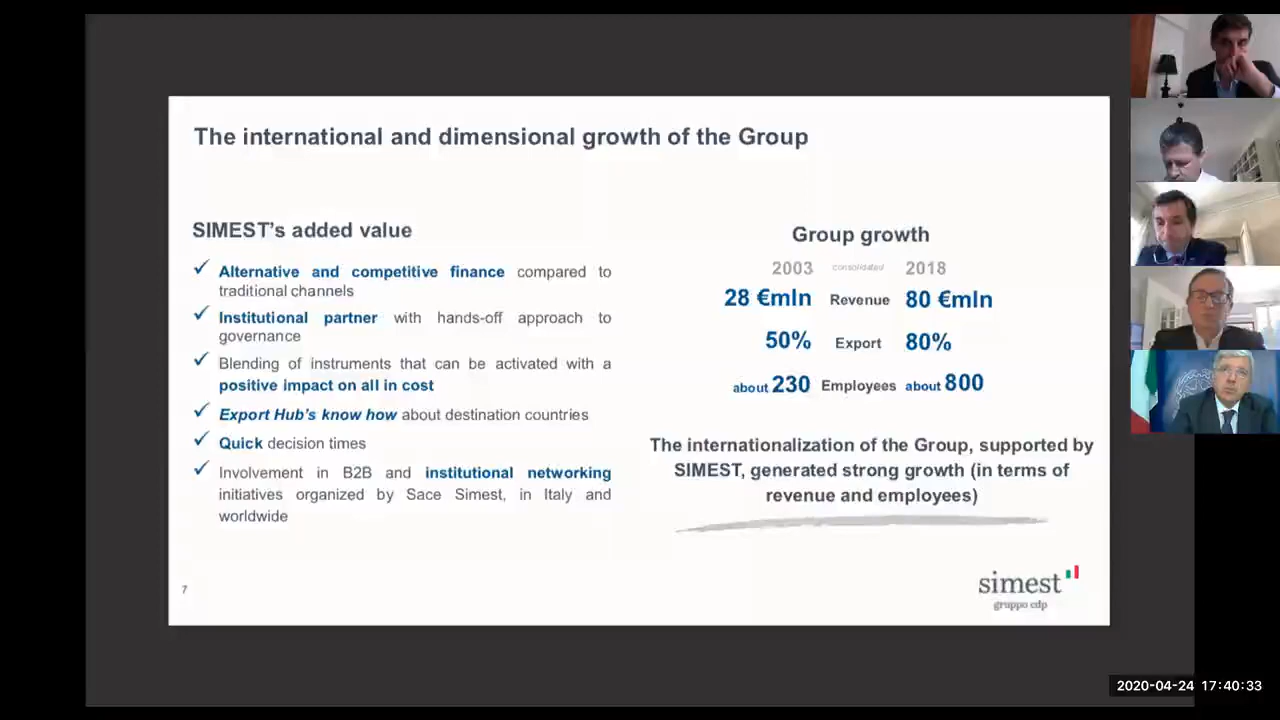 The international and dimensional growth of the Group
SIMEST's added value
Alternative and competitive finance compared to
traditional channels
Institutional partner with hands-off approach to
governance
Blending of instruments that can be activated with a
positive impact on all in cost
Export Hub's know how about destination countries
Quick decision times
Involvement in B2B and institutional networking
initiatives organized by Sace Simest, in Italy and
worldwide
Group growth
2003 consolidated 2018
28 €mln Revenue 80 €mln
50% Export 80%
about 230 Employees about 800
The internationalization of the Group, supported by
SIMEST, generated strong growth (in terms of
revenue and employees)
7
simest
gruppo cdp
2020-04-24 17:40:33